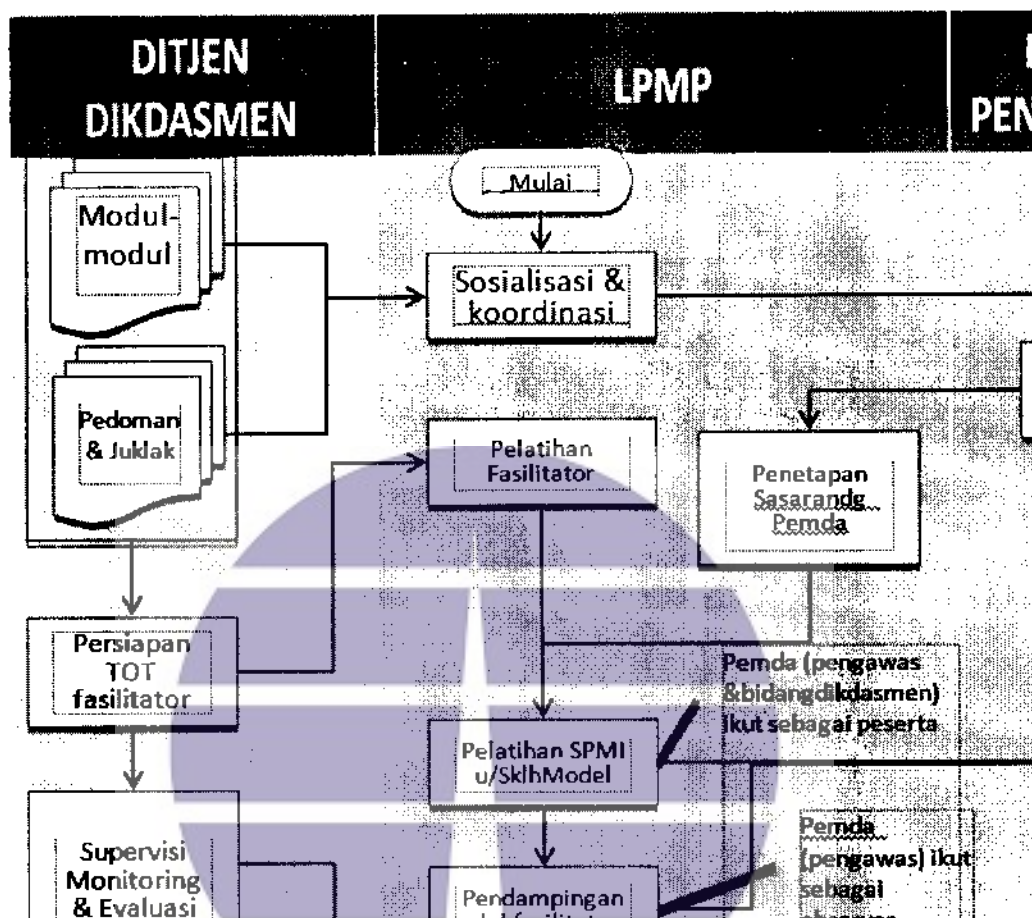 DITJEN
DIKDASMEN
LPMP
PEN
Mulai
Modul-
modul
Sosialisasi &
koordinasi
Pedoman
& Juklak
Pelatihan
Fasilitator
Penetapan
Sasarandg
Pemda
Persiapan
TOT
fasilitator
Pemda (pengawas
&bidangdikdasmen)
ikut sebagai peserta
Pelatihan SPMI
u/SklhModel
Supervisi
Monitoring
& Evaluasi
Pendampingan
Pemda
(pengawas) ikut
sebagai